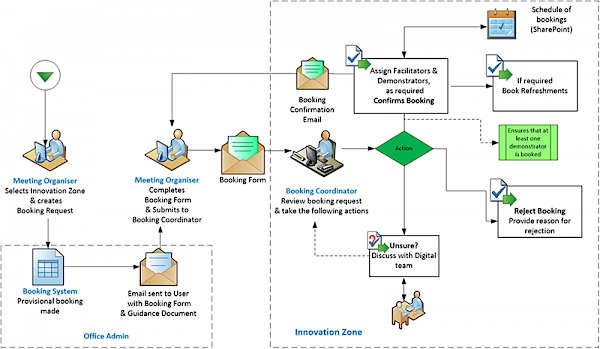 Meeting Organiser
Selects Innovation Zone
& creates
Booking Request
Booking System
Provisional booking
made
Email sent to User
with Booking Form
& Guidance Document
Office Admin
Meeting Organiser
Completes
Booking Form
& Submits to
Booking Coordinator
Booking Form
Booking
Confirmation
Email
Booking Coordinator
Review booking request
& take the following actions
Assign Facilitators &
Demonstrators,
as required
Confirms Booking
Schedule of
bookings
(SharePoint)
If required
Book Refreshments
Action
Ensures that at
least one
demonstrator
is booked
Reject Booking
Provide reason for
rejection
Unsure?
Discuss with Digital
team
Innovation Zone